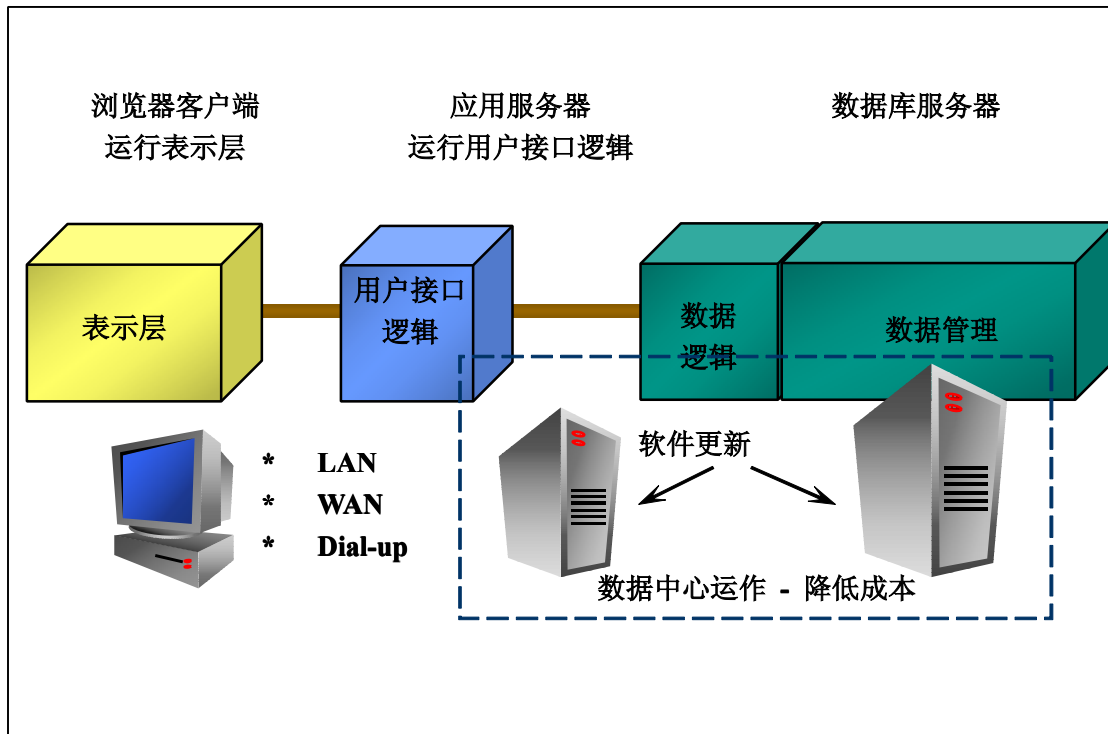 浏览器客户端
运行表示层
应用服务器
运行用户接口逻辑
数据库服务器
表示层
用户接口
逻辑
数据
逻辑
数据管理
* LAN
* WAN
* Dial-up
软件更新
数据中心运作 - 降低成本